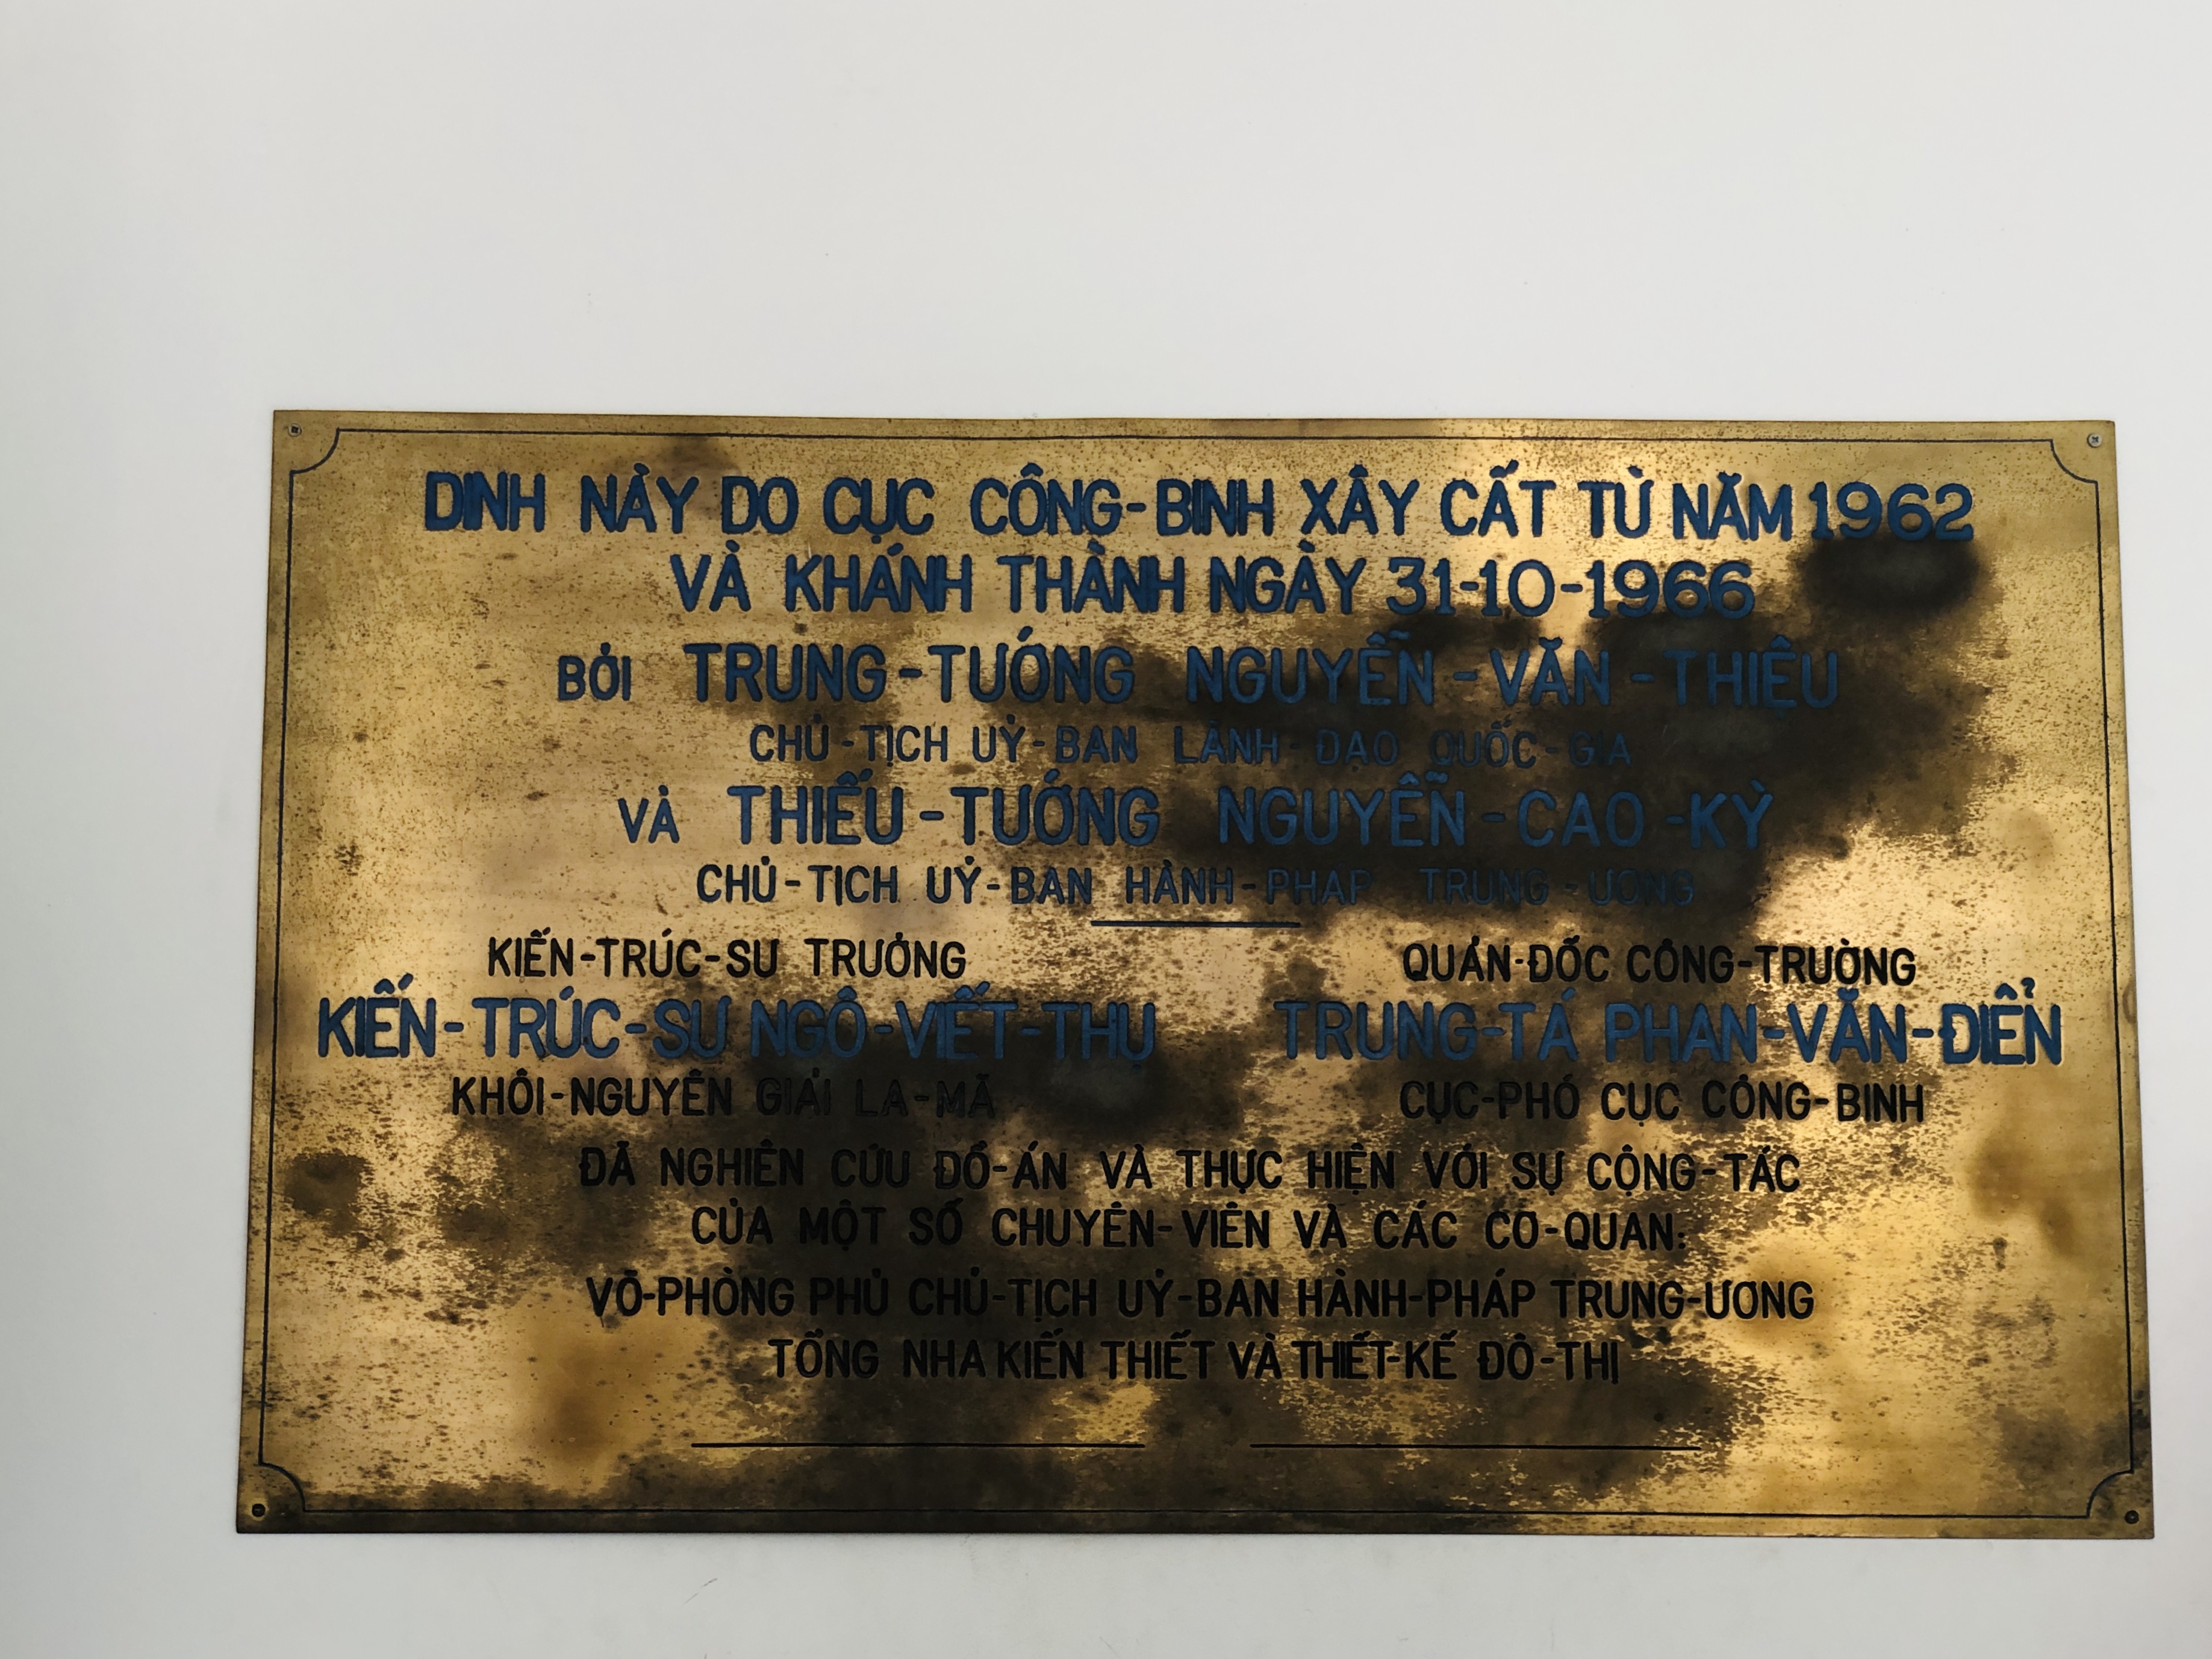 DINH NÀY DO CỤC CÔNG-BINH XÂY CẤT TỪ NĂM 1962
VÀ KHÁNH THÀNH NGÀY 31-10-1966
BỞI TRUNG-TƯỚNG NGUYỄN-VĂN-THIỆU
CHỦ-TỊCH UỶ-BAN LÃNH-ĐẠO QUỐC-GIA
VÀ THIẾU-TƯỚNG NGUYỄN-CAO-KỲ
CHỦ-TỊCH UỶ-BAN HÀNH-PHÁP TRUNG-ƯƠNG
KIẾN-TRÚC-SƯ TRƯỞNG
KIẾN-TRÚC-SƯ NGÔ-VIẾT-THỤ
KHÔI-NGUYÊN GIẢI LA-MÃ
QUẢN-ĐỐC CÔNG-TRƯỜNG
TRUNG-TÁ PHAN-VĂN-ĐIỂN
CỤC-PHÓ CỤC CÔNG-BINH
ĐÃ NGHIÊN CỨU ĐỒ-ÁN VÀ THỰC HIỆN VỚI SỰ CỘNG-TÁC
CỦA MỘT SỐ CHUYÊN-VIÊN VÀ CÁC CƠ-QUAN:
VÕ-PHÒNG PHỦ CHỦ-TỊCH UỶ-BAN HÀNH-PHÁP TRUNG-ƯƠNG
TỔNG NHA KIẾN THIẾT VÀ THIẾT-KẾ ĐÔ-THỊ